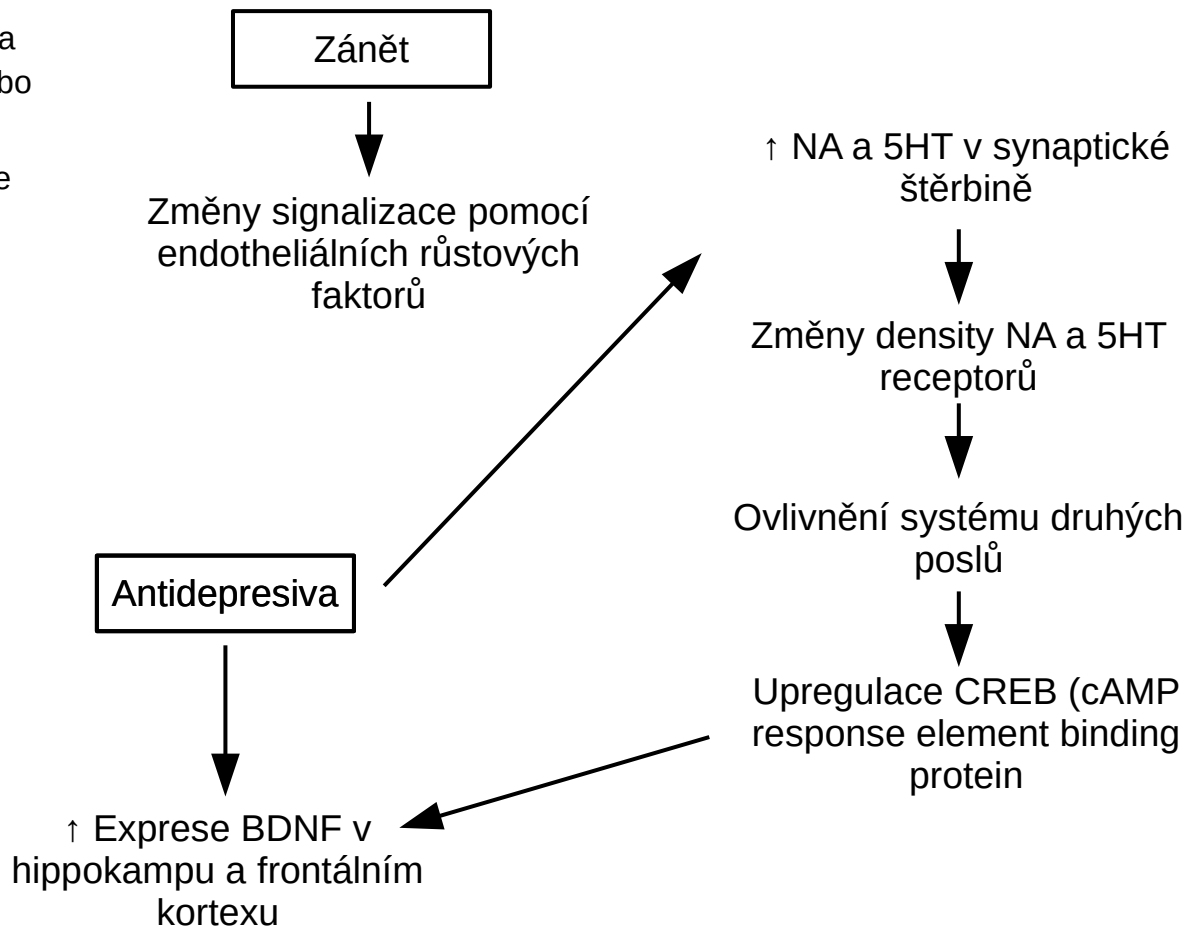 a
bo
e
Zánět
Změny signalizace pomocí
endotheliálních růstových
faktorů
↑ NA a 5HT v synaptické
štěrbině
Změny density NA a 5HT
receptorů
Ovlivnění systému druhých
poslů
Upregulace CREB (cAMP
response element binding
protein
Antidepresiva
↑ Exprese BDNF v
hippokampu a frontálním
kortexu